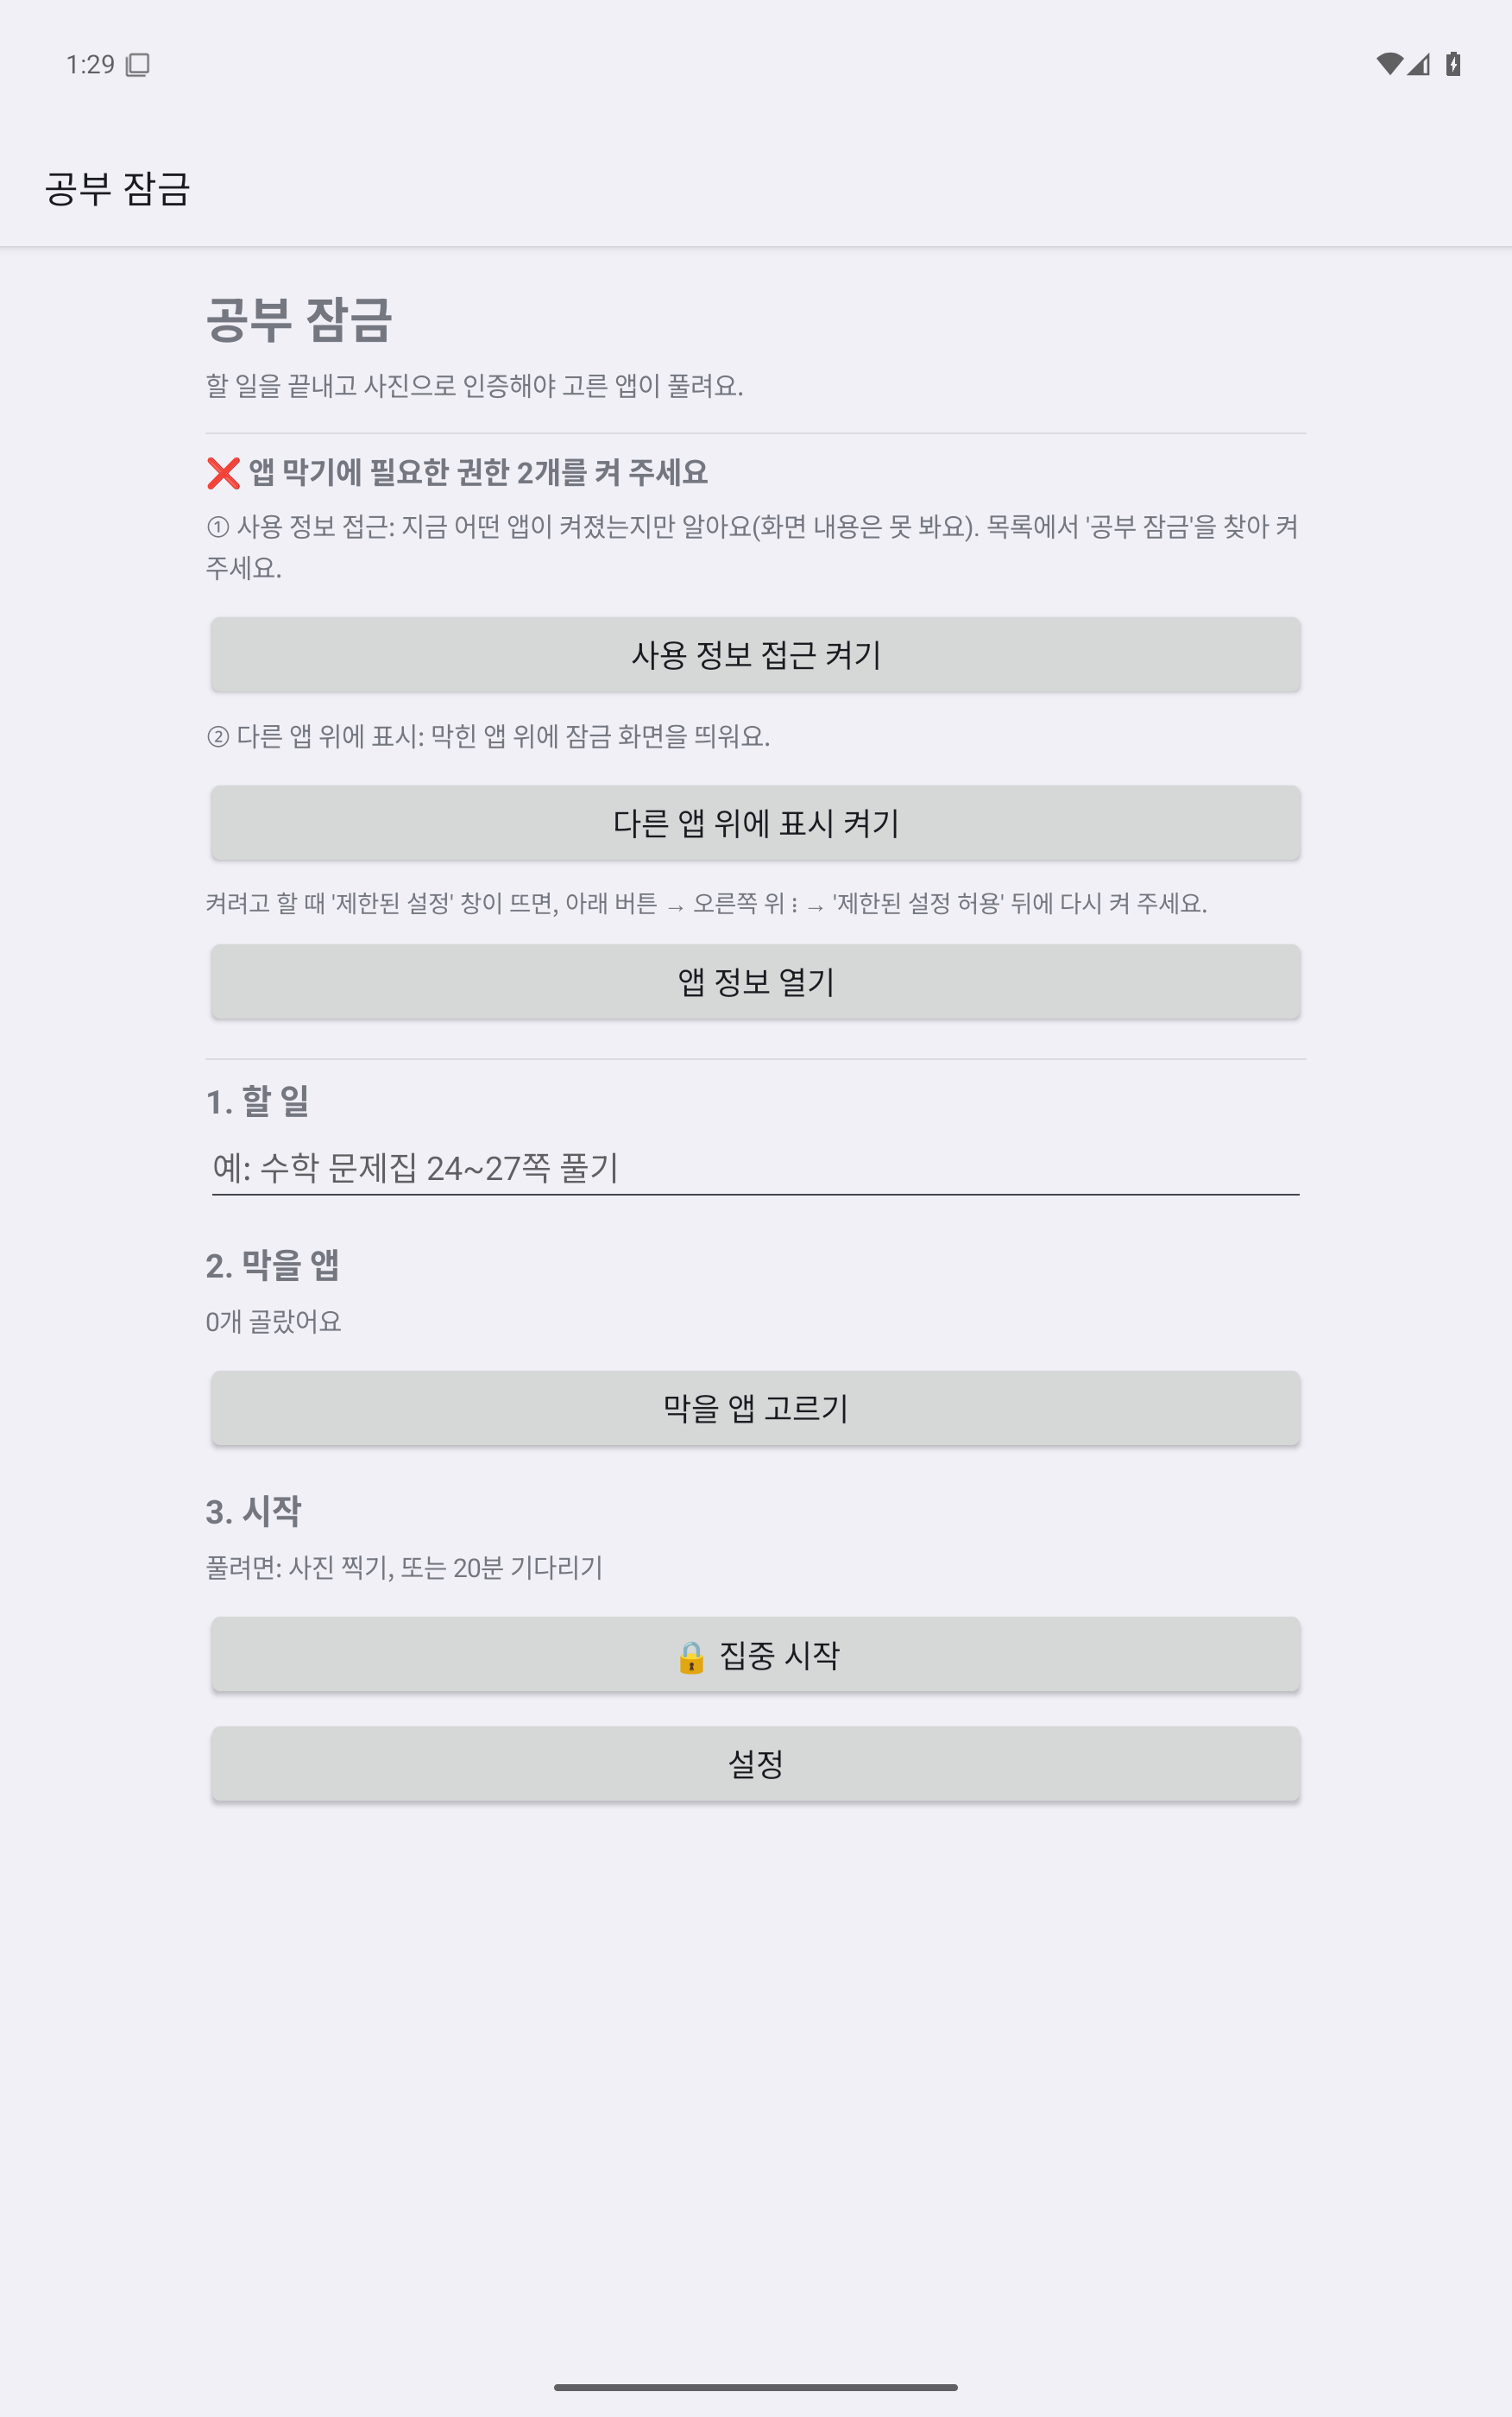 1:29
공부 잠금
공부 잠금
할 일을 끝내고 사진으로 인증해야 고른 앱이 풀려요.
❌ 앱 막기에 필요한 권한 2개를 켜 주세요
① 사용 정보 접근: 지금 어떤 앱이 켜졌는지만 알아요(화면 내용은 못 봐요). 목록에서 '공부 잠금'을 찾아 켜
주세요.
사용 정보 접근 켜기
② 다른 앱 위에 표시: 막힌 앱 위에 잠금 화면을 띄워요.
다른 앱 위에 표시 켜기
켜려고 할 때 '제한된 설정' 창이 뜨면, 아래 버튼 → 오른쪽 위 ⋮ → '제한된 설정 허용' 뒤에 다시 켜 주세요.
앱 정보 열기
1. 할 일
예: 수학 문제집 24~27쪽 풀기
2. 막을 앱
0개 골랐어요
막을 앱 고르기
3. 시작
풀려면: 사진 찍기, 또는 20분 기다리기
🔒 집중 시작
설정